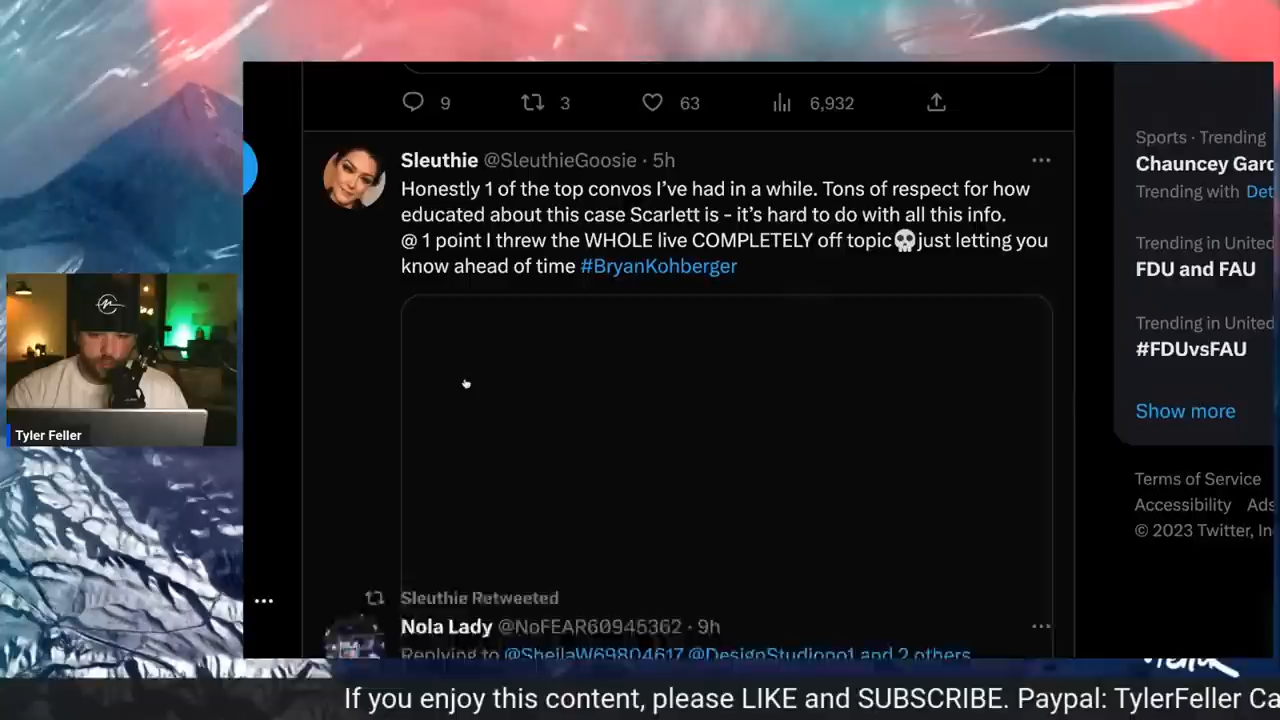 9 3 63 6,932
Sleuthie @SleuthieGoosie · 5h
Honestly 1 of the top convos I've had in a while. Tons of respect for how
educated about this case Scarlett is - it's hard to do with all this info.
@ 1 point I threw the WHOLE live COMPLETELY off topic💀just letting you
know ahead of time #BryanKohberger
Sleuthie Retweeted
Nola Lady @NoFEAR60945362 · 9h
Replying to @SheilaW69804617 @DesignStudiono1 and 2 others
Sports · Trending
Chauncey Gard
Trending with Det
Trending in United
FDU and FAU
Trending in United
#FDUvsFAU
Show more
Terms of Service
Accessibility Ads
© 2023 Twitter, In
Tyler Feller
If you enjoy this content, please LIKE and SUBSCRIBE. Paypal: TylerFeller Ca